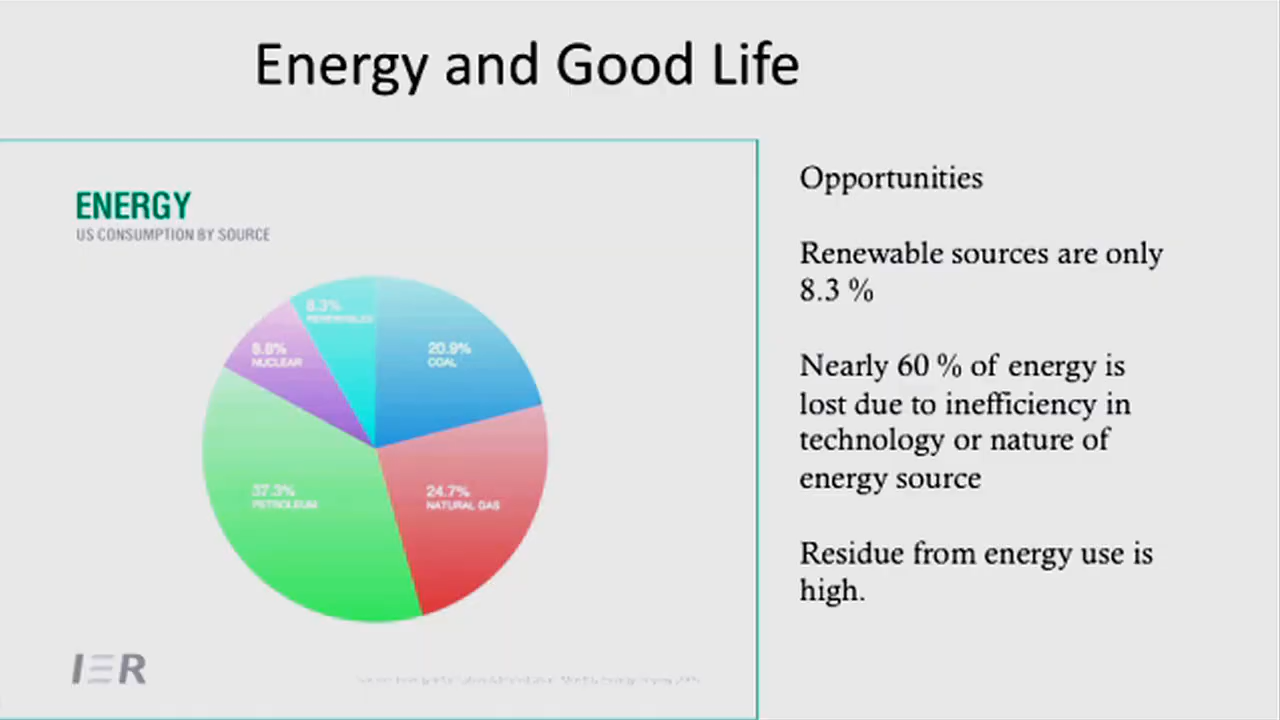 Energy and Good Life
ENERGY
US CONSUMPTION BY SOURCE
8.3%
RENEWABLES
8.8%
NUCLEAR
20.9%
COAL
37.3%
PETROLEUM
24.7%
NATURAL GAS
IER
Opportunities
Renewable sources are only
8.3 %
Nearly 60 % of energy is
lost due to inefficiency in
technology or nature of
energy source
Residue from energy use is
high.